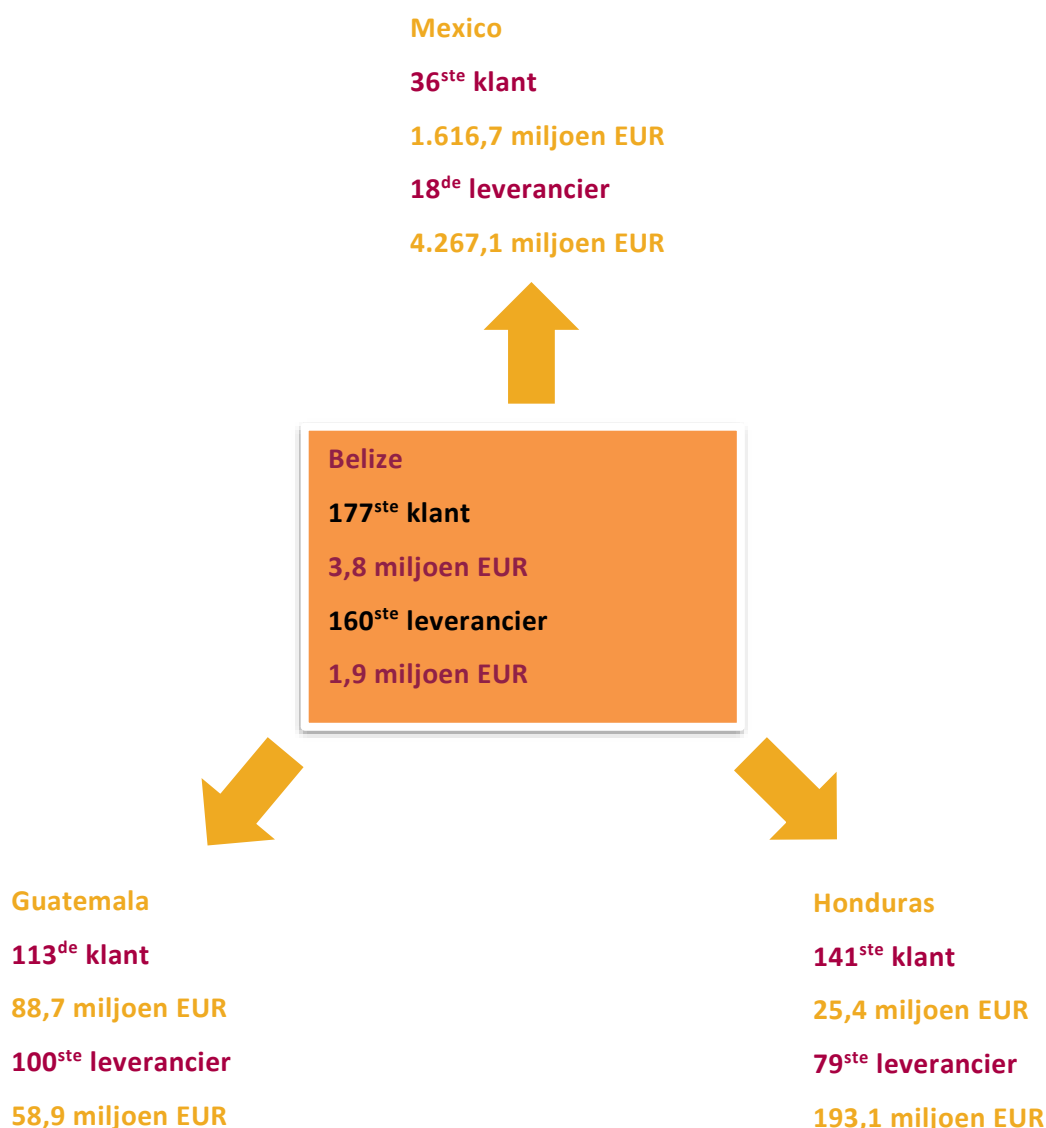 Mexico
36ste klant
1.616,7 miljoen EUR
18de leverancier
4.267,1 miljoen EUR
Belize
177ste klant
3,8 miljoen EUR
160ste leverancier
1,9 miljoen EUR
Guatemala
113de klant
88,7 miljoen EUR
100ste leverancier
58,9 miljoen EUR
Honduras
141ste klant
25,4 miljoen EUR
79ste leverancier
193,1 miljoen EUR